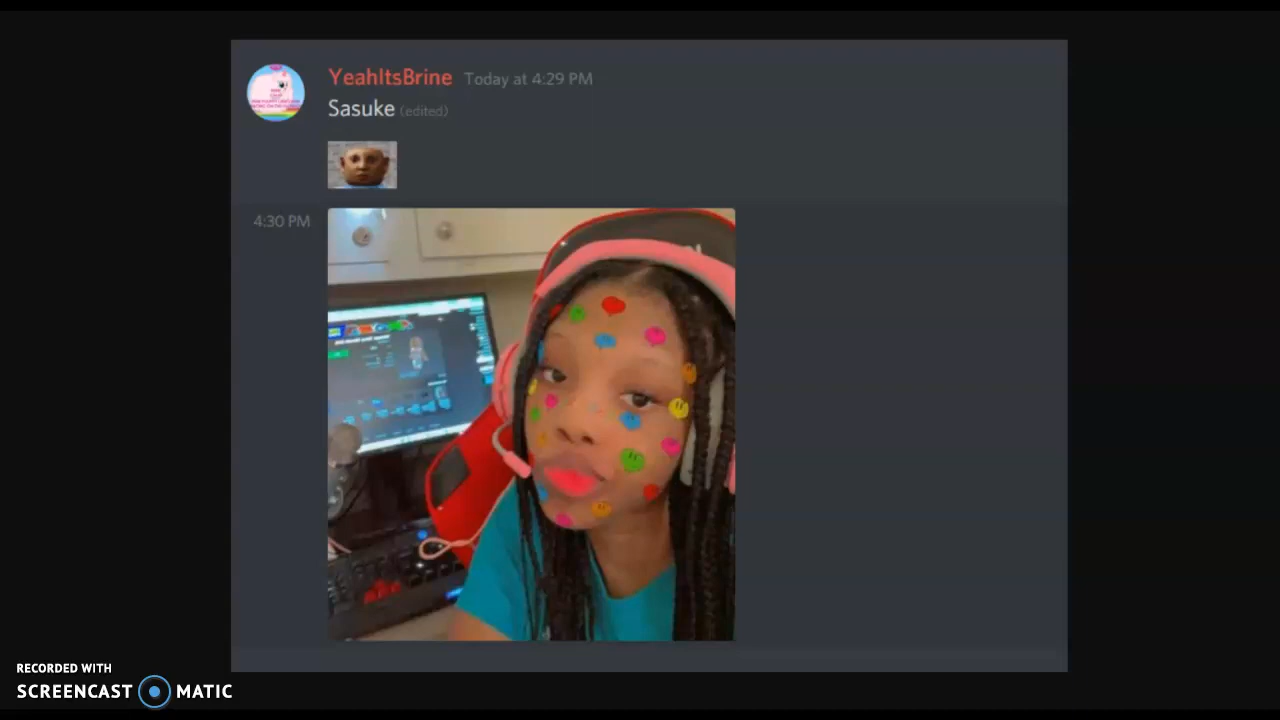 YeahItsBrine Today at 4:29 PM
Sasuke (edited)
4:30 PM
RECORDED WITH
SCREENCAST MATIC